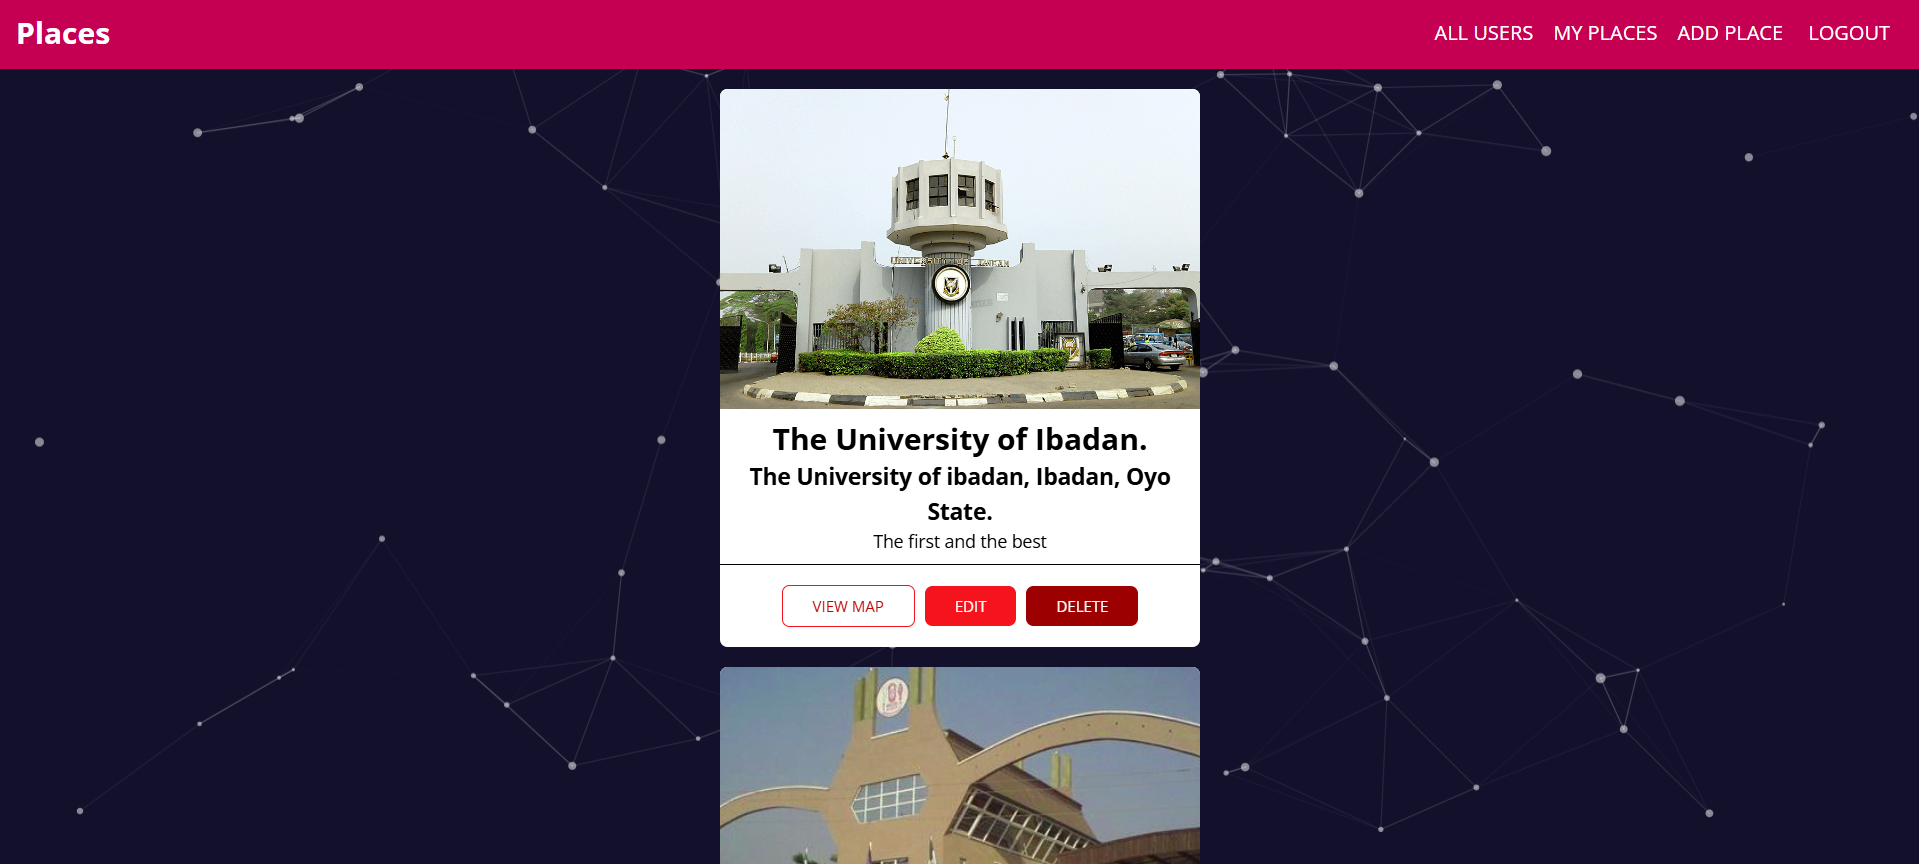 Places
ALL USERS MY PLACES ADD PLACE LOGOUT
UNIVERSITY OF IBADAN
The University of Ibadan.
The University of ibadan, Ibadan, Oyo
State.
The first and the best
VIEW MAP EDIT DELETE